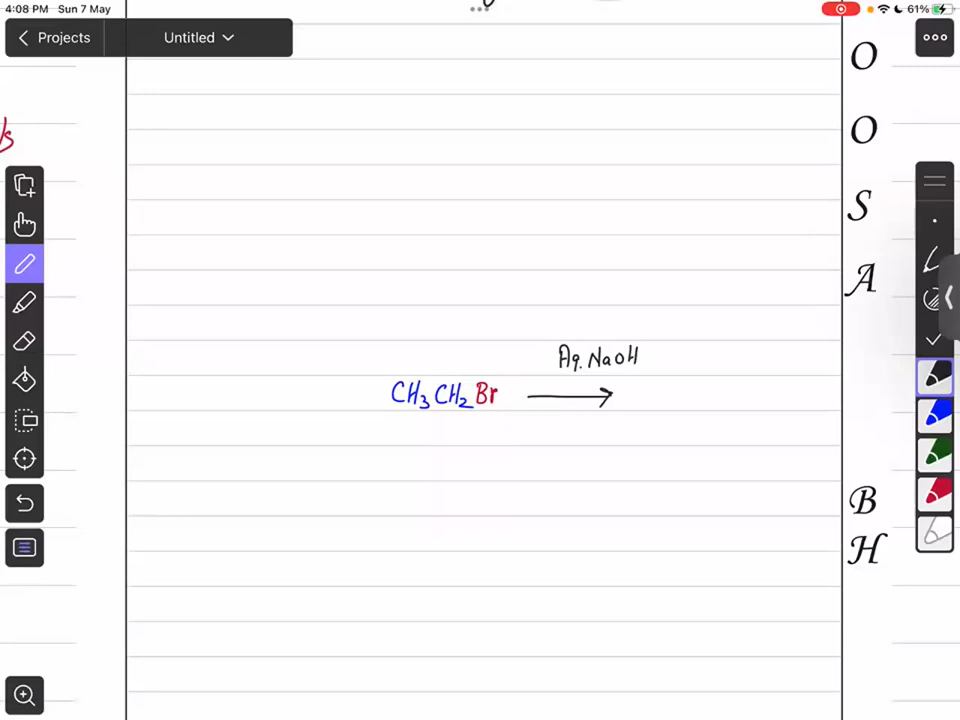 4:08 PM Sun 7 May
61%
Projects
Untitled
O
O
S
A
Aq. NaOH
CH₃CH₂Br
B
H